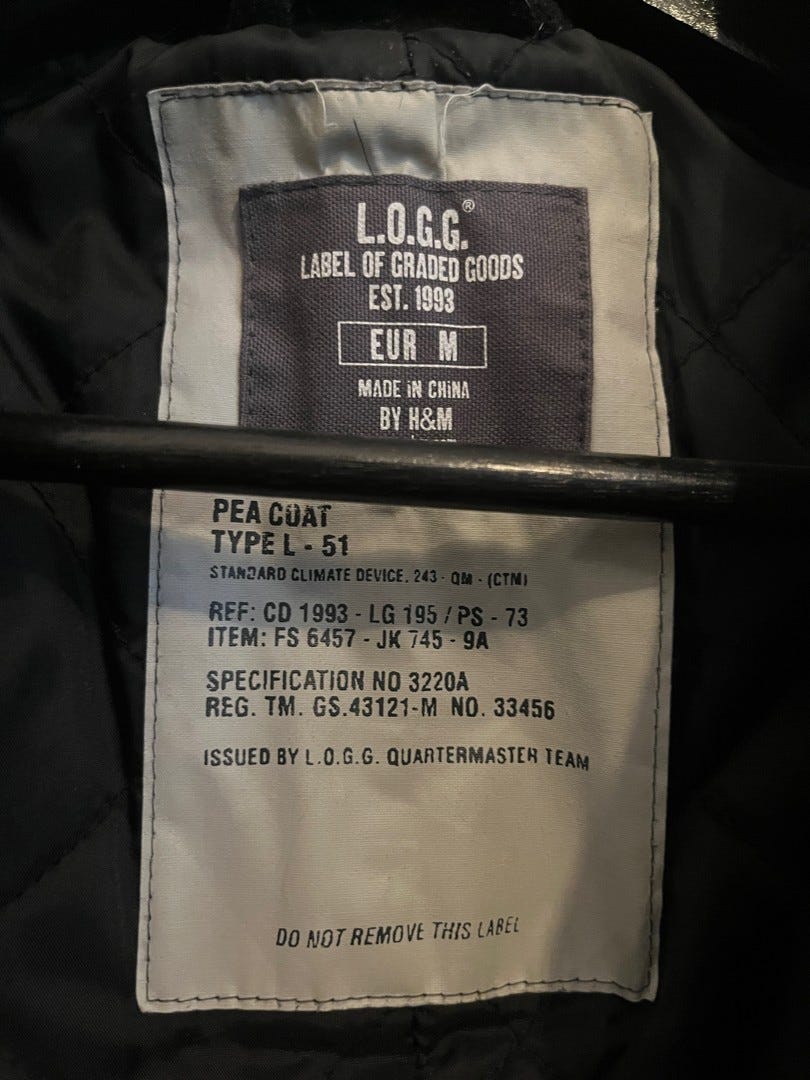 L.O.G.G.®
LABEL OF GRADED GOODS
EST. 1993
EUR M
MADE IN CHINA
BY H&M
PEA COAT
TYPE L - 51
STANDARD CLIMATE DEVICE. 243 - QM - (CTM)
REF: CD 1993 - LG 195 / PS - 73
ITEM: FS 6457 - JK 745 - 9A
SPECIFICATION NO 3220A
REG. TM. GS.43121-M NO. 33456
ISSUED BY L.O.G.G. QUARTERMASTER TEAM
DO NOT REMOVE THIS LABEL